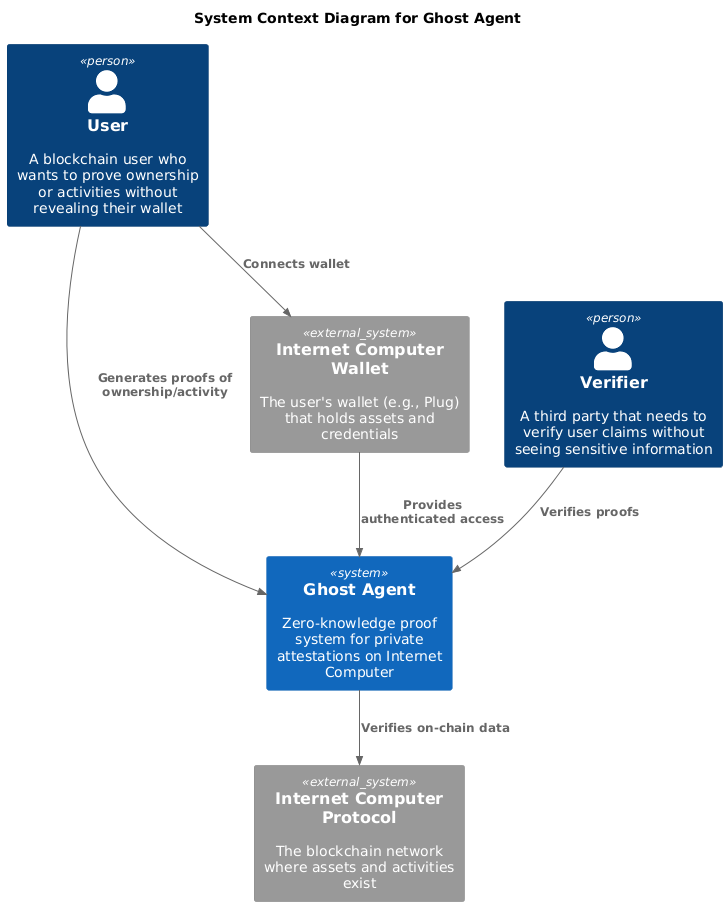 System Context Diagram for Ghost Agent
«person»
User
A blockchain user who
wants to prove ownership
or activities without
revealing their wallet
Connects wallet
«external_system»
Internet Computer
Wallet
The user's wallet (e.g., Plug)
that holds assets and
credentials
«person»
Verifier
A third party that needs to
verify user claims without
seeing sensitive information
Generates proofs of
ownership/activity
Provides
authenticated access
Verifies proofs
«system»
Ghost Agent
Zero-knowledge proof
system for private
attestations on Internet
Computer
Verifies on-chain data
«external_system»
Internet Computer
Protocol
The blockchain network
where assets and activities
exist